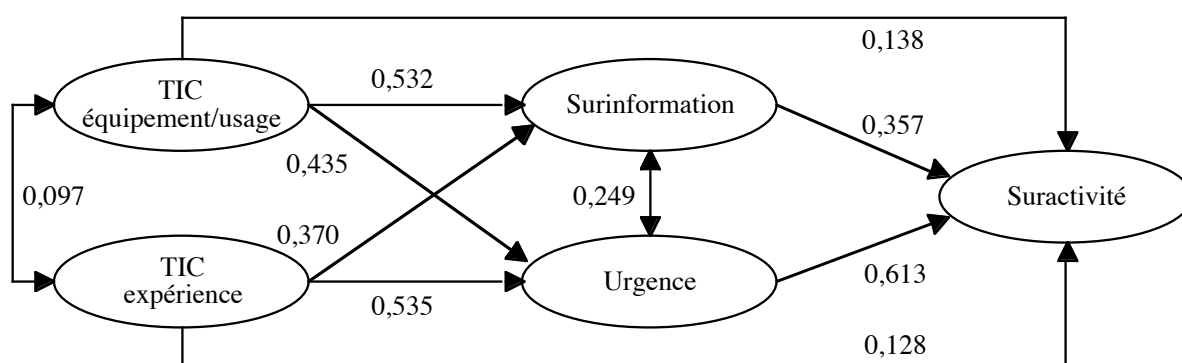 0,138
TIC
équipement/usage
0,532
Surinformation
0,357
0,435
0,097
0,249
Suractivité
0,370
TIC
expérience
0,535
Urgence
0,613
0,128